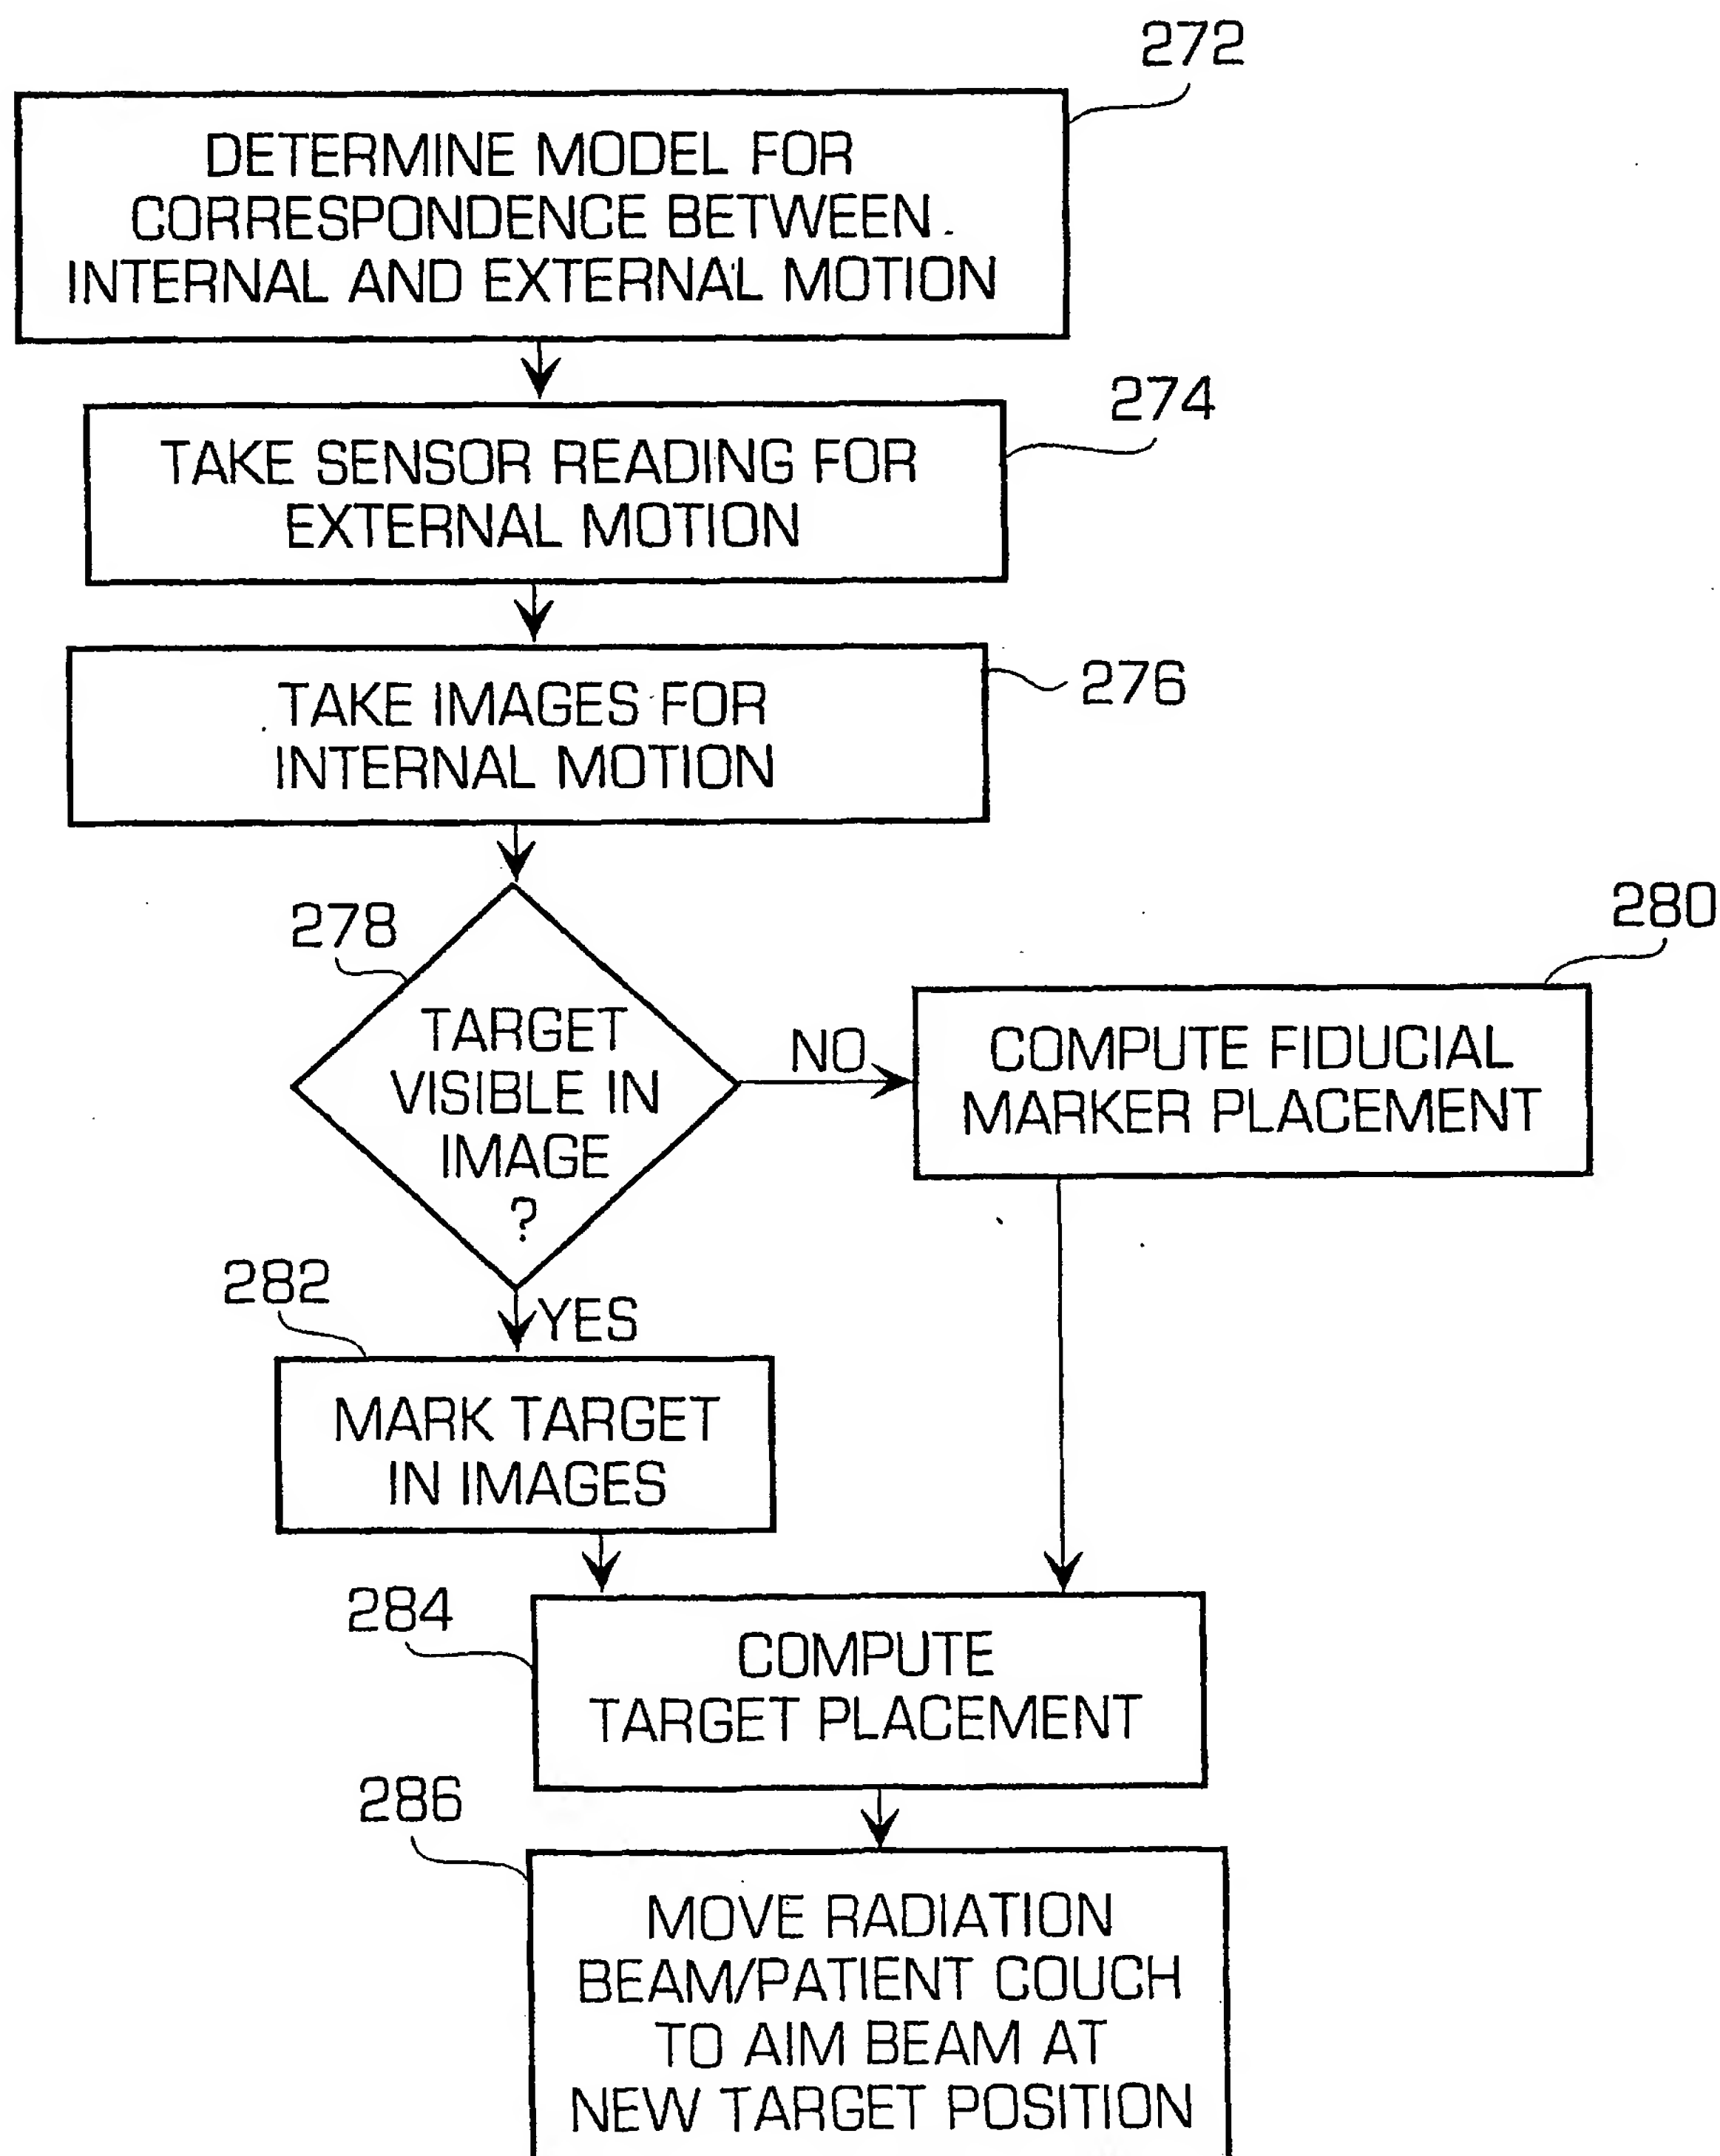 272
DETERMINE MODEL FOR
CORRESPONDENCE BETWEEN
INTERNAL AND EXTERNAL MOTION
274
TAKE SENSOR READING FOR
EXTERNAL MOTION
276
TAKE IMAGES FOR
INTERNAL MOTION
278
TARGET
VISIBLE IN
IMAGE
?
NO
280
COMPUTE FIDUCIAL
MARKER PLACEMENT
YES
282
MARK TARGET
IN IMAGES
284
COMPUTE
TARGET PLACEMENT
286
MOVE RADIATION
BEAM/PATIENT COUCH
TO AIM BEAM AT
NEW TARGET POSITION